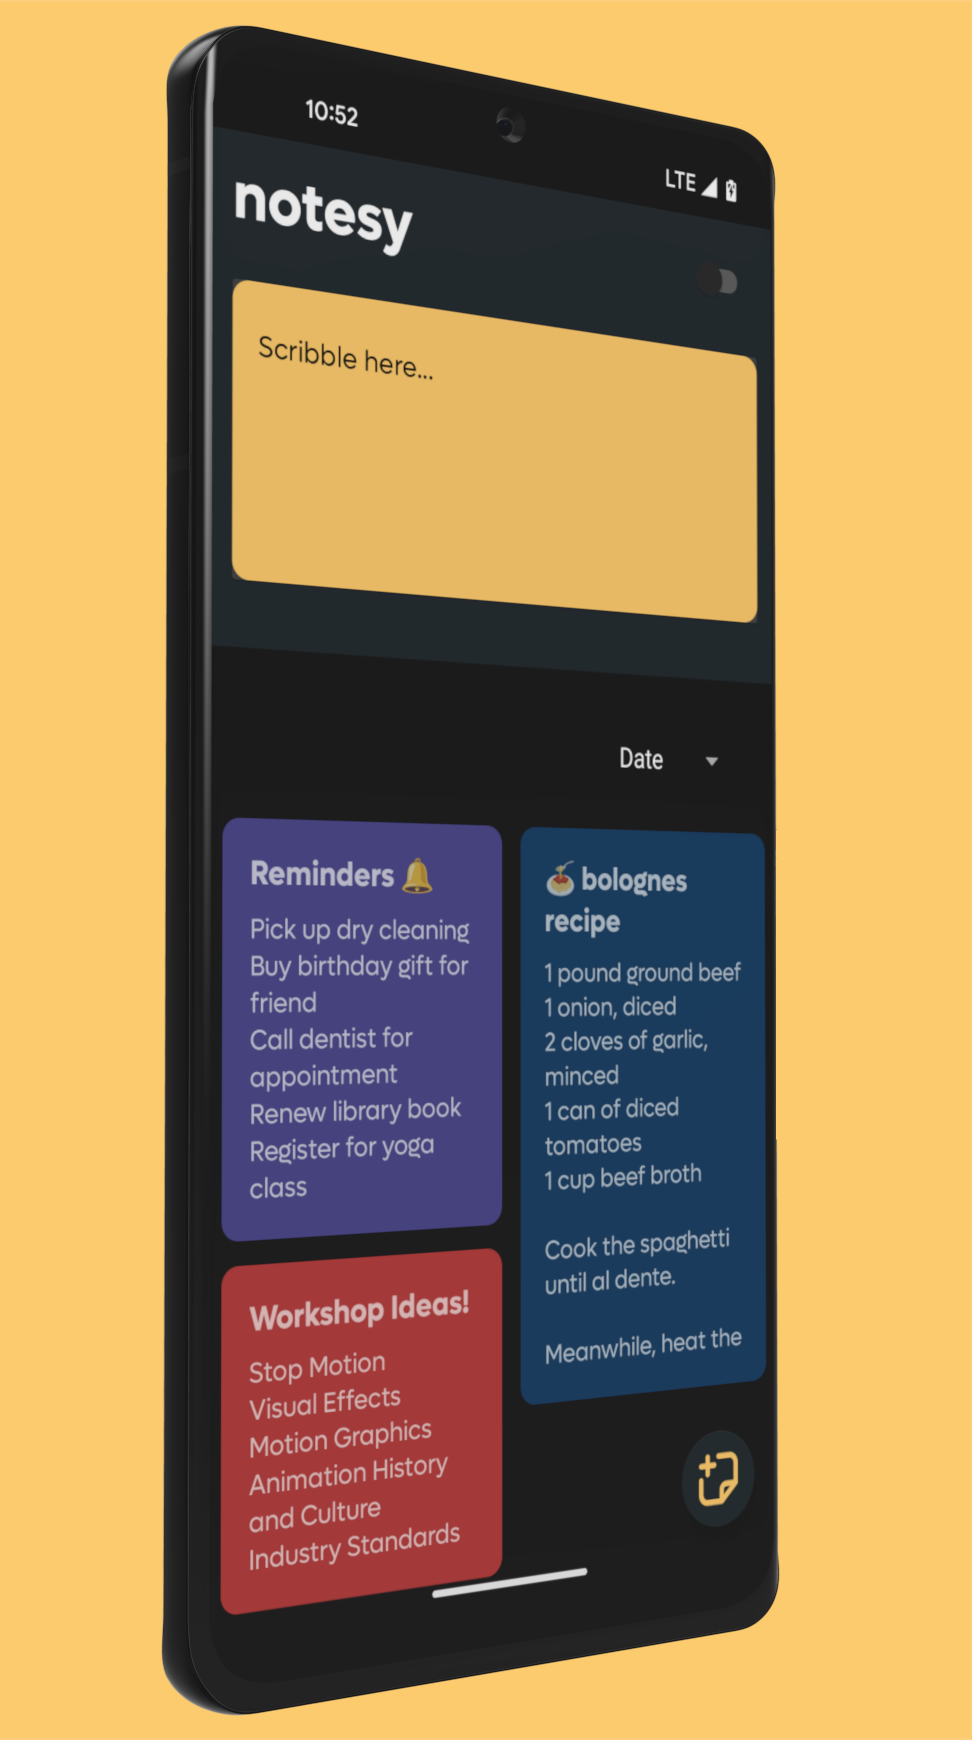 10:52
LTE
notesy
Scribble here...
Date
Reminders 🔔
Pick up dry cleaning
Buy birthday gift for
friend
Call dentist for
appointment
Renew library book
Register for yoga
class
🍝 bolognes
recipe
1 pound ground beef
1 onion, diced
2 cloves of garlic,
minced
1 can of diced
tomatoes
1 cup beef broth
Cook the spaghetti
until al dente.
Meanwhile, heat the
Workshop Ideas!
Stop Motion
Visual Effects
Motion Graphics
Animation History
and Culture
Industry Standards